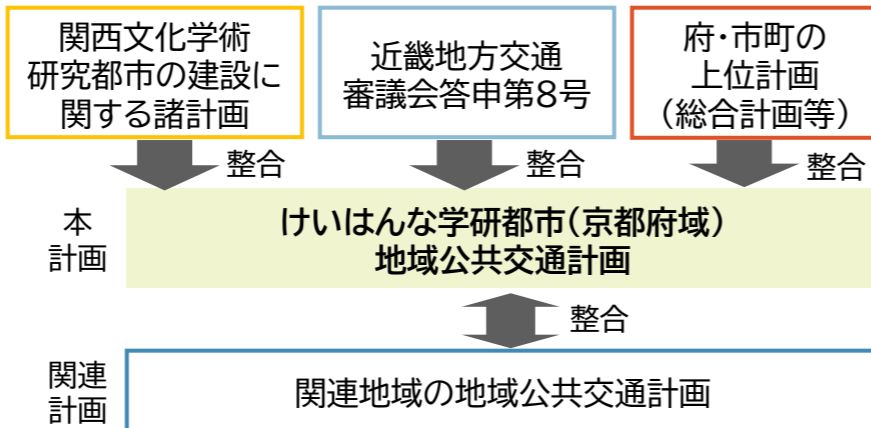 関西文化学術
研究都市の建設に
関する諸計画
近畿地方交通
審議会答申第8号
府・市町の
上位計画
(総合計画等)
整合
整合
整合
本
計画
けいはんな学研都市(京都府域)
地域公共交通計画
整合
関連
計画
関連地域の地域公共交通計画